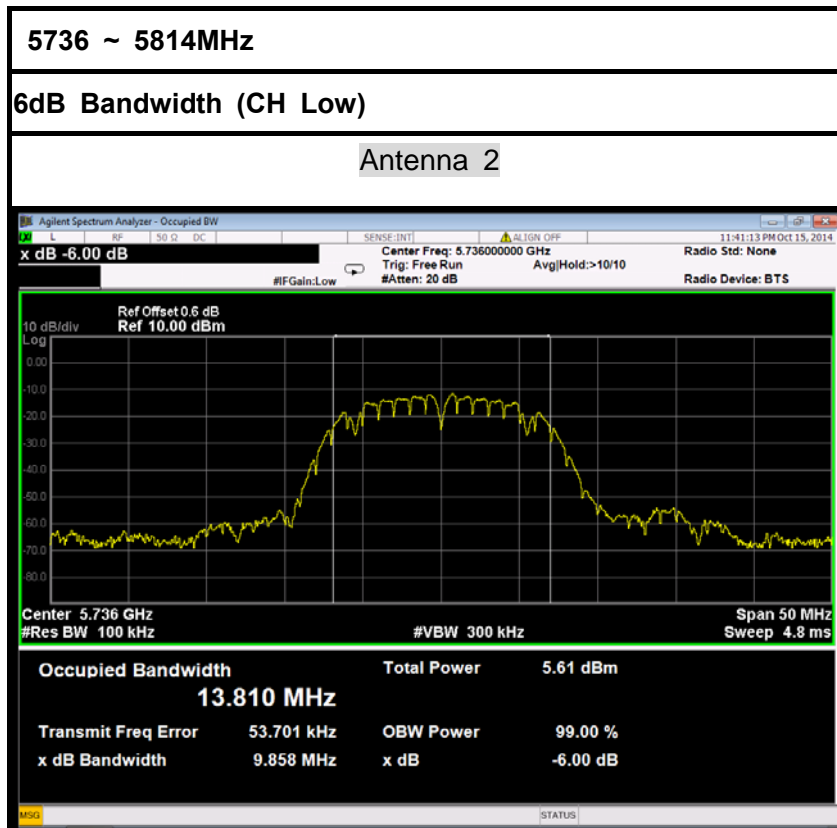 5736 ~ 5814MHz
6dB Bandwidth (CH Low)
Antenna 2
Agilent Spectrum Analyzer - Occupied BW
L RF 50 Ω DC SENSE:INT ALIGN OFF 11:41:13 PM Oct 15, 2014
x dB -6.00 dB Center Freq: 5.736000000 GHz Radio Std: None
Trig: Free Run Avg|Hold:>10/10
#IFGain:Low #Atten: 20 dB Radio Device: BTS
Ref Offset 0.6 dB
10 dB/div Ref 10.00 dBm
Log
0.00
-10.0
-20.0
-30.0
-40.0
-50.0
-60.0
-70.0
-80.0
Center 5.736 GHz Span 50 MHz
#Res BW 100 kHz #VBW 300 kHz Sweep 4.8 ms
Occupied Bandwidth Total Power 5.61 dBm
13.810 MHz
Transmit Freq Error 53.701 kHz OBW Power 99.00 %
x dB Bandwidth 9.858 MHz x dB -6.00 dB
MSG STATUS